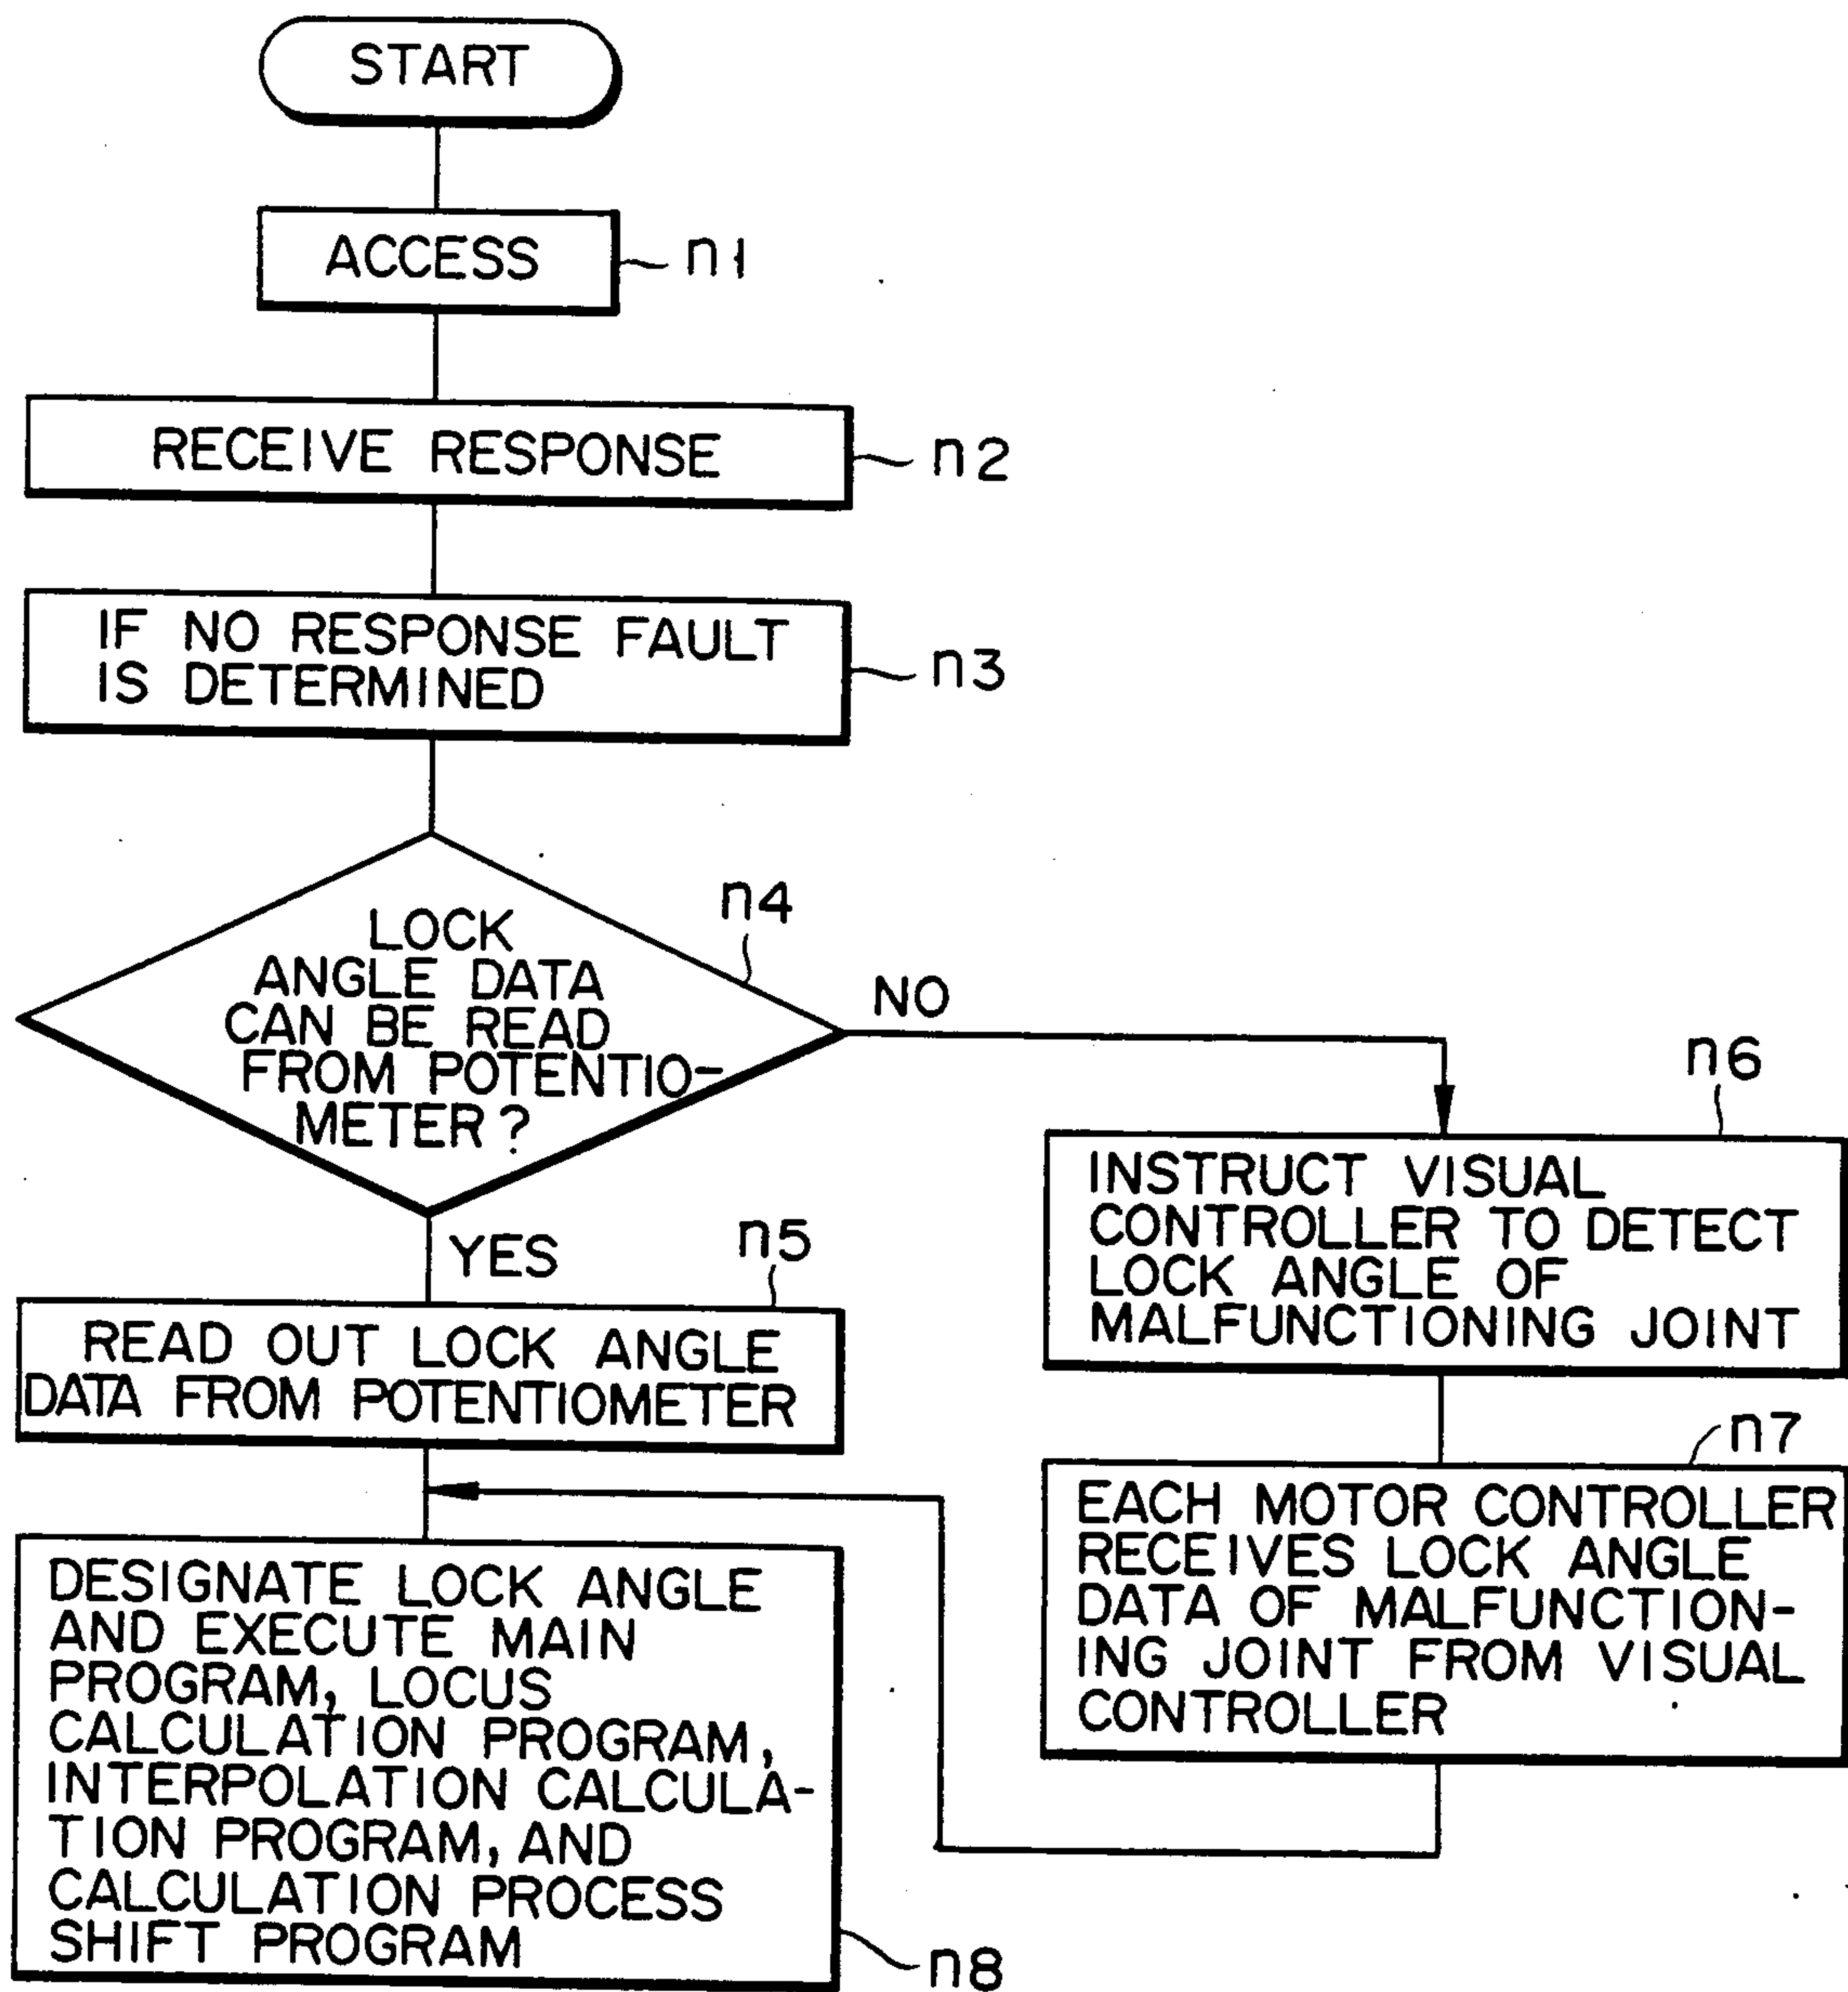 START
ACCESS
n1
RECEIVE RESPONSE
n2
IF NO RESPONSE FAULT
IS DETERMINED
n3
LOCK
ANGLE DATA
CAN BE READ
FROM POTENTIO-
METER?
n4
NO
YES
n5
READ OUT LOCK ANGLE
DATA FROM POTENTIOMETER
n6
INSTRUCT VISUAL
CONTROLLER TO DETECT
LOCK ANGLE OF
MALFUNCTIONING JOINT
n7
EACH MOTOR CONTROLLER
RECEIVES LOCK ANGLE
DATA OF MALFUNCTION-
ING JOINT FROM VISUAL
CONTROLLER
DESIGNATE LOCK ANGLE
AND EXECUTE MAIN
PROGRAM, LOCUS
CALCULATION PROGRAM,
INTERPOLATION CALCULA-
TION PROGRAM, AND
CALCULATION PROCESS
SHIFT PROGRAM
n8